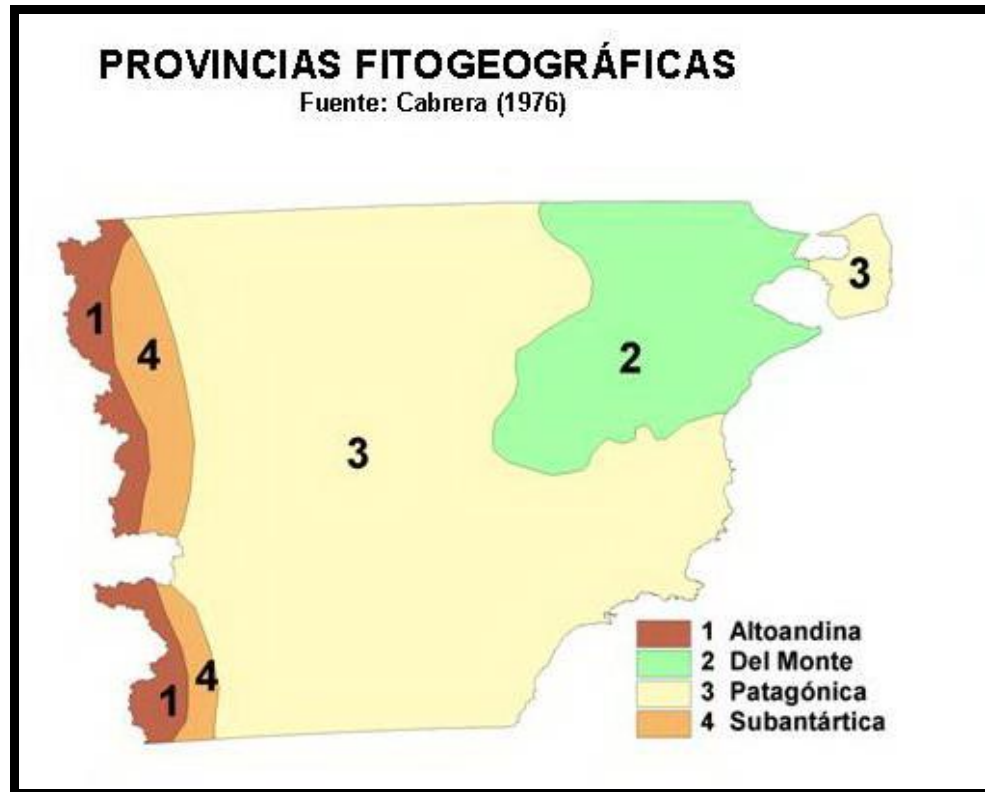 PROVINCIAS FITOGEOGRÁFICAS
Fuente: Cabrera (1976)
3
1
4
2
3
4
1
1 Altoandina
2 Del Monte
3 Patagónica
4 Subantártica